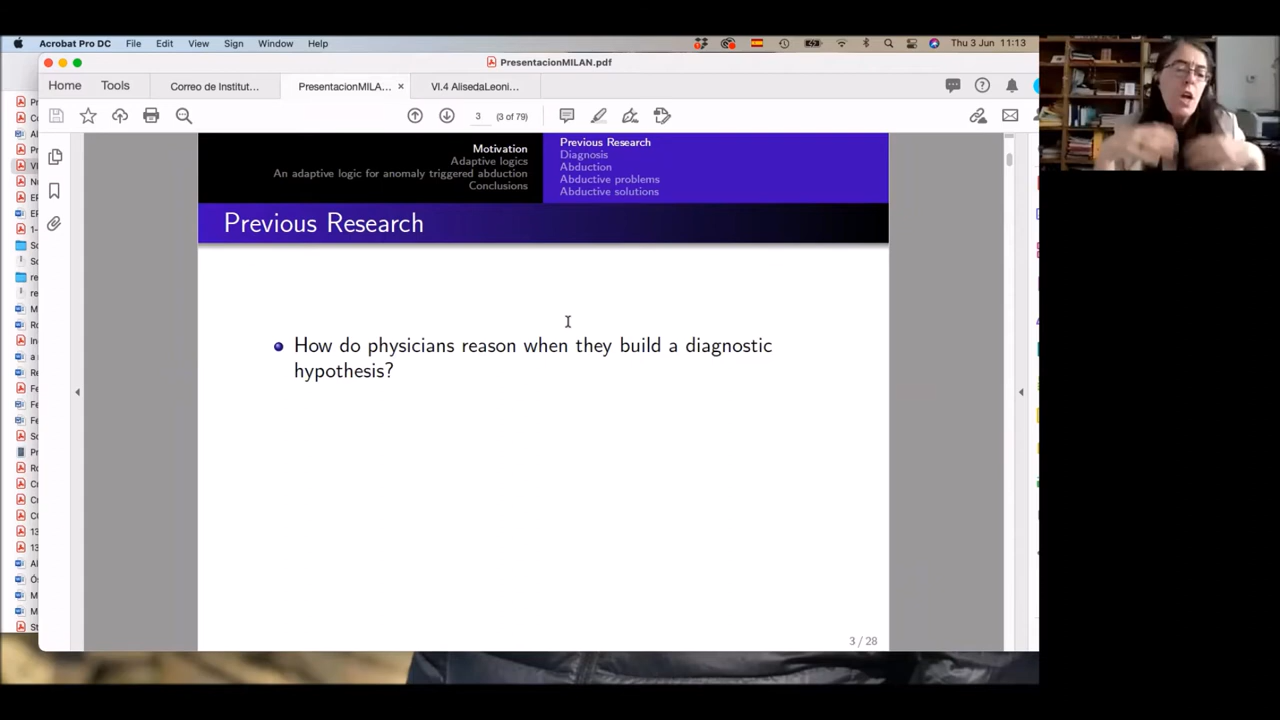 Acrobat Pro DC File Edit View Sign Window Help Thu 3 Jun 11:13
PresentacionMILAN.pdf
Home Tools Correo de Institut... PresentacionMILA... × VI.4 AlisedaLeoni...
3 (3 of 79)
Motivation
Adaptive logics
An adaptive logic for anomaly triggered abduction
Conclusions
Previous Research
Diagnosis
Abduction
Abductive problems
Abductive solutions
Previous Research
How do physicians reason when they build a diagnostic
hypothesis?
3 / 28